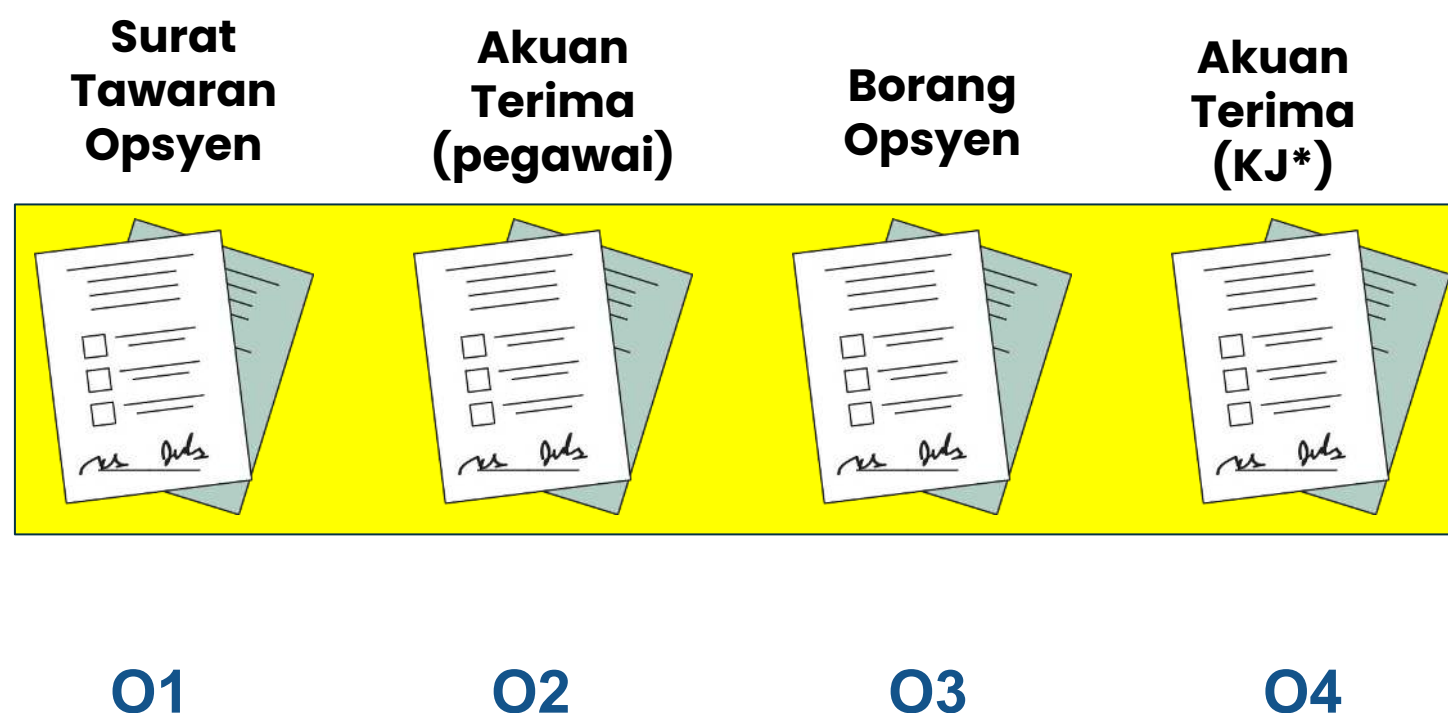 Surat
Tawaran
Opsyen
Akuan
Terima
(pegawai)
Borang
Opsyen
Akuan
Terima
(KJ*)
O1
O2
O3
O4